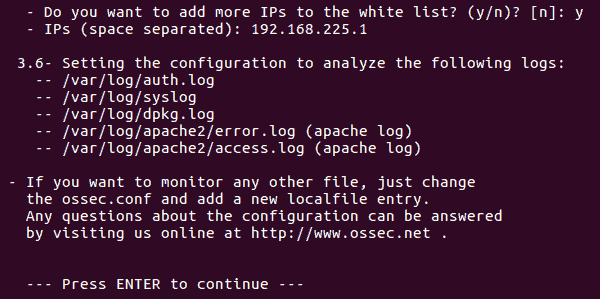 - Do you want to add more IPs to the white list? (y/n)? [n]: y
- IPs (space separated): 192.168.225.1
3.6- Setting the configuration to analyze the following logs:
-- /var/log/auth.log
-- /var/log/syslog
-- /var/log/dpkg.log
-- /var/log/apache2/error.log (apache log)
-- /var/log/apache2/access.log (apache log)
- If you want to monitor any other file, just change
the ossec.conf and add a new localfile entry.
Any questions about the configuration can be answered
by visiting us online at http://www.ossec.net .
--- Press ENTER to continue ---